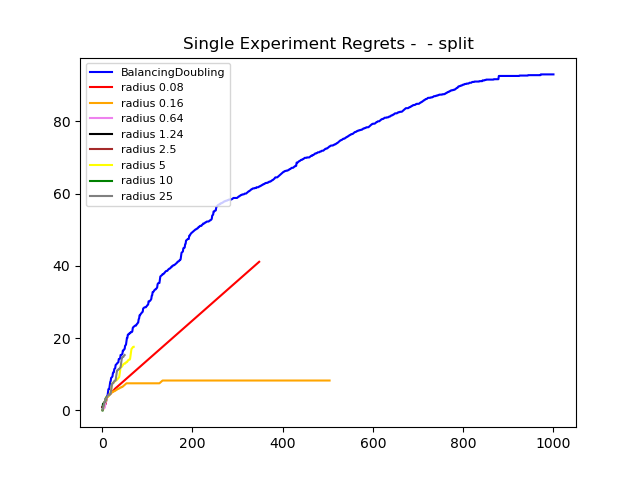 Single Experiment Regrets -  - split
BalancingDoubling
radius 0.08
radius 0.16
radius 0.64
radius 1.24
radius 2.5
radius 5
radius 10
radius 25
80
60
40
20
0
0 200 400 600 800 1000